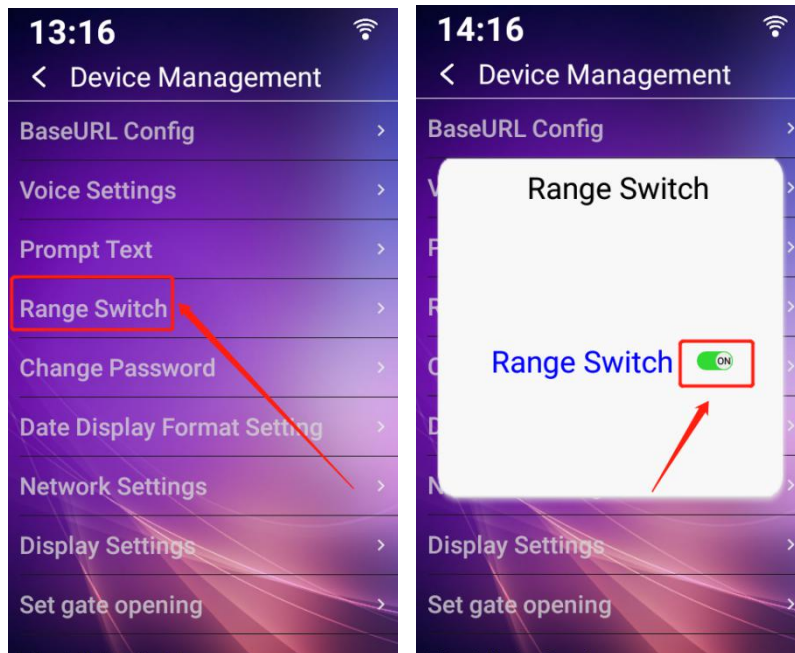 13:16
Device Management
BaseURL Config
Voice Settings
Prompt Text
Range Switch
Change Password
Date Display Format Setting
Network Settings
Display Settings
Set gate opening
14:16
Device Management
BaseURL Config
V
Range Switch
P
R
C
Range Switch ON
D
N
Display Settings
Set gate opening